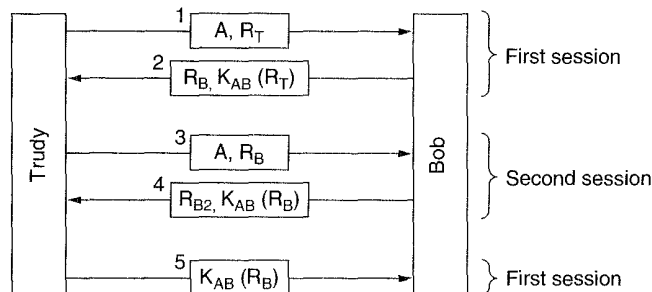 1
A, R_T
First session
2
R_B, K_AB (R_T)
Trudy
Bob
3
A, R_B
Second session
4
R_B2, K_AB (R_B)
5
K_AB (R_B)
First session